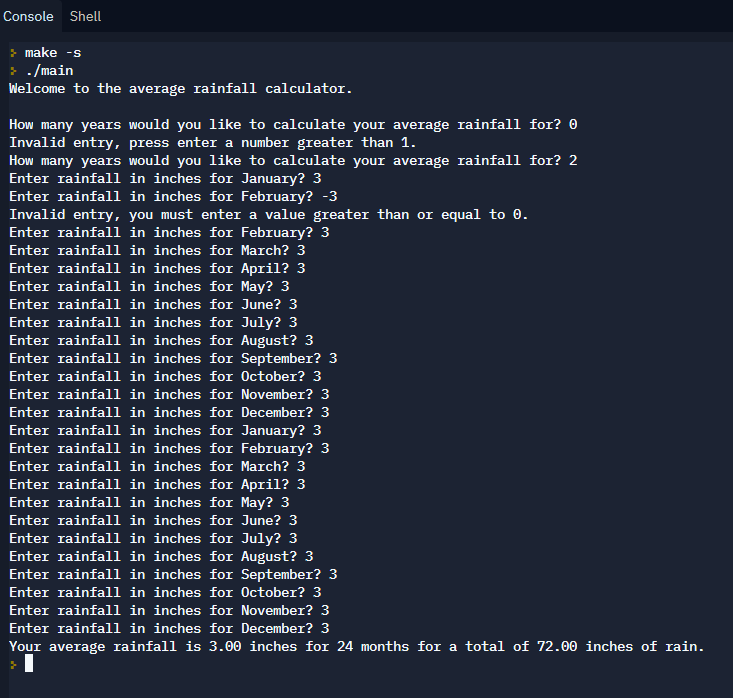 Console Shell
> make -s
> ./main
Welcome to the average rainfall calculator.
How many years would you like to calculate your average rainfall for? 0
Invalid entry, press enter a number greater than 1.
How many years would you like to calculate your average rainfall for? 2
Enter rainfall in inches for January? 3
Enter rainfall in inches for February? -3
Invalid entry, you must enter a value greater than or equal to 0.
Enter rainfall in inches for February? 3
Enter rainfall in inches for March? 3
Enter rainfall in inches for April? 3
Enter rainfall in inches for May? 3
Enter rainfall in inches for June? 3
Enter rainfall in inches for July? 3
Enter rainfall in inches for August? 3
Enter rainfall in inches for September? 3
Enter rainfall in inches for October? 3
Enter rainfall in inches for November? 3
Enter rainfall in inches for December? 3
Enter rainfall in inches for January? 3
Enter rainfall in inches for February? 3
Enter rainfall in inches for March? 3
Enter rainfall in inches for April? 3
Enter rainfall in inches for May? 3
Enter rainfall in inches for June? 3
Enter rainfall in inches for July? 3
Enter rainfall in inches for August? 3
Enter rainfall in inches for September? 3
Enter rainfall in inches for October? 3
Enter rainfall in inches for November? 3
Enter rainfall in inches for December? 3
Your average rainfall is 3.00 inches for 24 months for a total of 72.00 inches of rain.
>